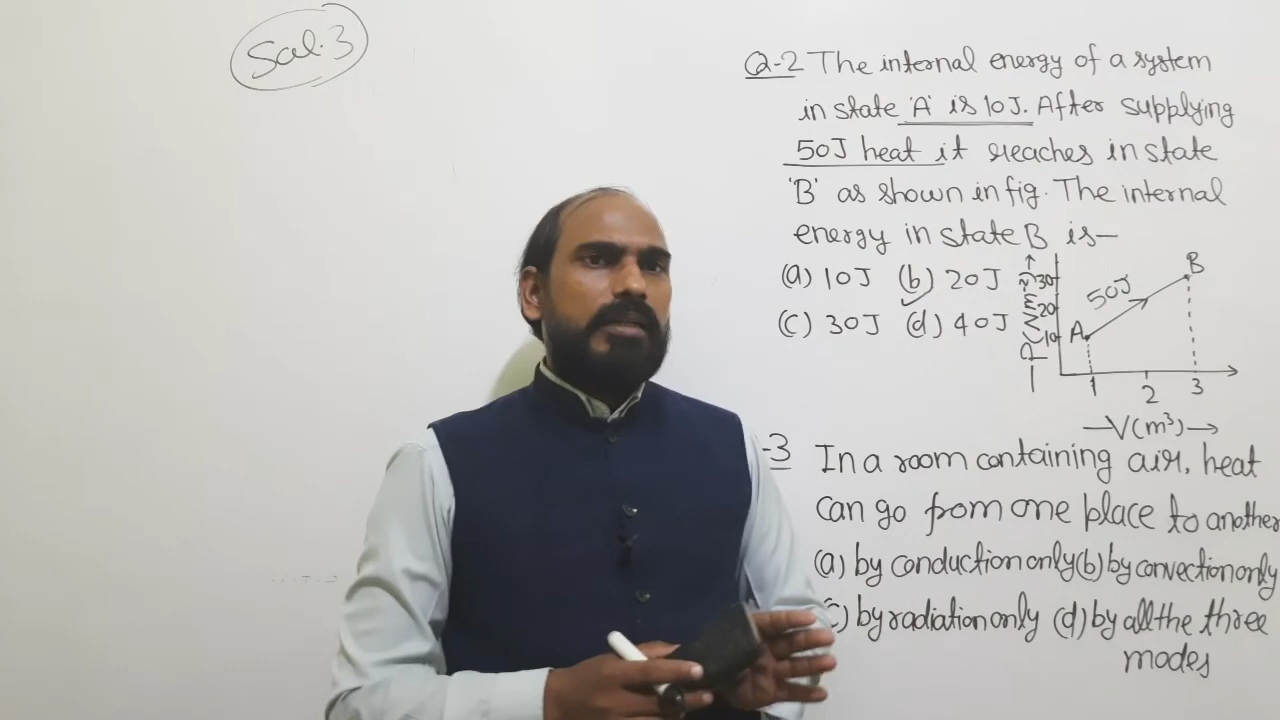 Sol.3
Q-2 The internal energy of a system
in state 'A' is 10J. After supplying
50J heat it reaches in state
'B' as shown in fig. The internal
energy in state B is—
(a) 10J (b) 20J
(c) 30J (d) 40J
P(N/m²)
30
20
10
A
50J
B
1 2 3
V(m³)
-3 In a room containing air, heat
can go from one place to another
(a) by conduction only (b) by convection only
(c) by radiation only (d) by all the three
modes